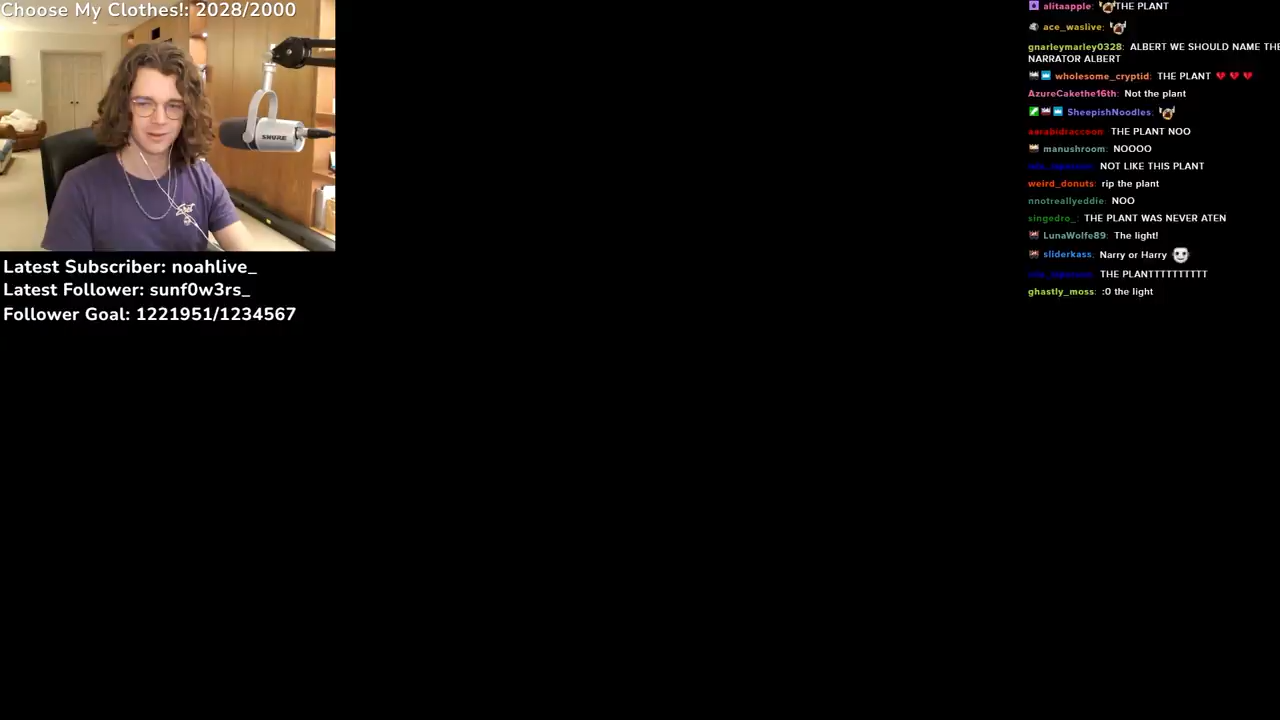 Choose My Clothes!: 2028/2000
SHURE
Latest Subscriber: noahlive_
Latest Follower: sunf0w3rs_
Follower Goal: 1221951/1234567
alitaapple: THE PLANT
ace_waslive:
gnarleymarley0328: ALBERT WE SHOULD NAME THE
NARRATOR ALBERT
wholesome_cryptid: THE PLANT
AzureCakethe16th: Not the plant
SheepishNoodles:
THE PLANT NOO
manushroom: NOOOO
NOT LIKE THIS PLANT
weird_donuts: rip the plant
nnotreallyeddie: NOO
singedro_: THE PLANT WAS NEVER ATEN
LunaWolfe89: The light!
sliderkass: Narry or Harry
THE PLANTTTTTTTTTT
ghastly_moss: :0 the light